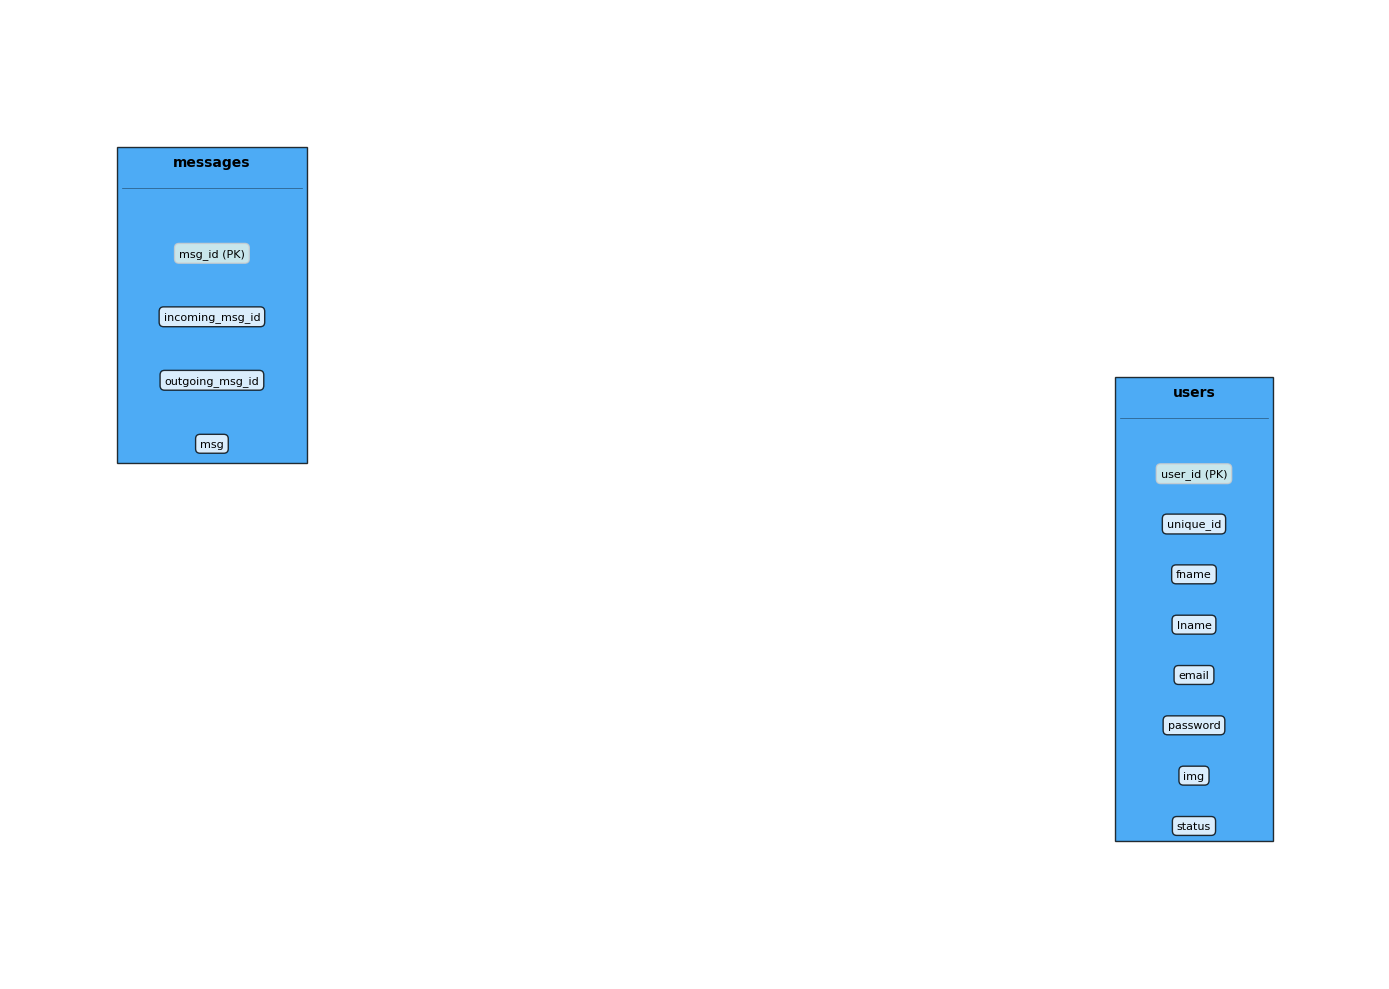 messages
msg_id (PK)
incoming_msg_id
outgoing_msg_id
msg
users
user_id (PK)
unique_id
fname
lname
email
password
img
status